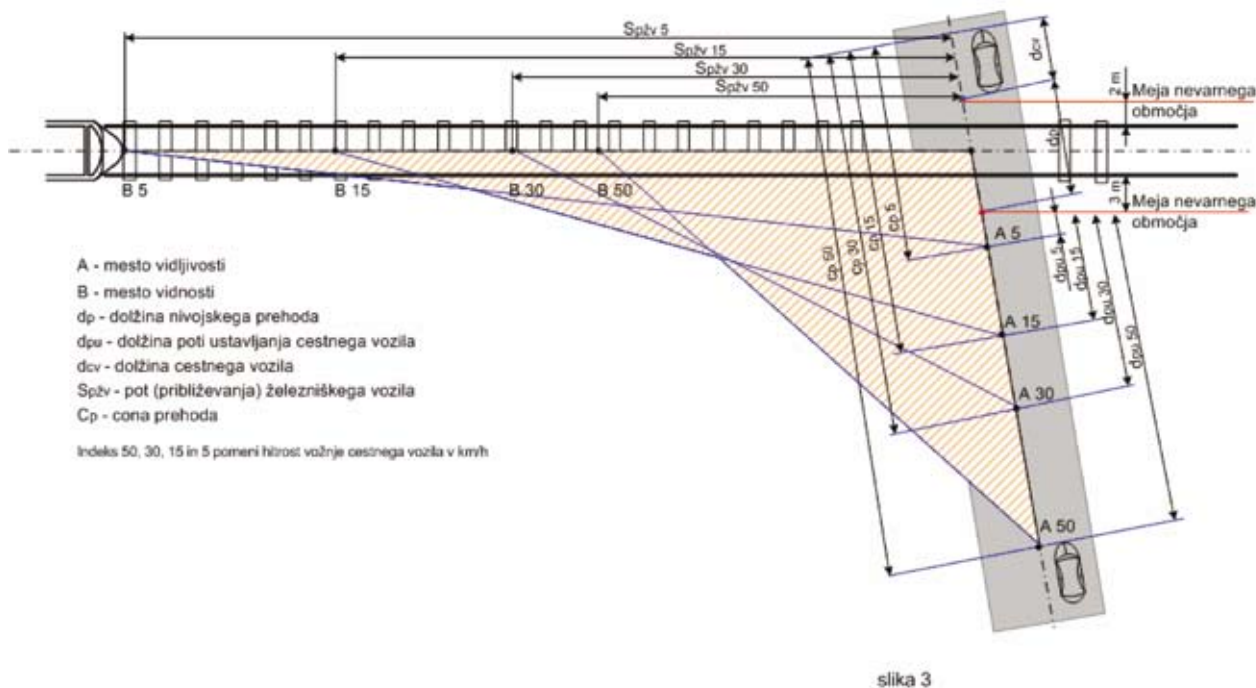 Spžv 5
Spžv 15
Spžv 30
Spžv 50
dcv
2 m
Meja nevarnega
območja
dp
B 5
B 15
B 30
B 50
3 m
Meja nevarnega
območja
cp 50
cp 30
cp 15
cp 5
A 5
dpu 5
dpu 15
dpu 30
dpu 50
A - mesto vidljivosti
B - mesto vidnosti
dp - dolžina nivojskega prehoda
dpu - dolžina poti ustavljanja cestnega vozila
dcv - dolžina cestnega vozila
Spžv - pot (približevanja) železniškega vozila
Cp - cona prehoda
A 15
A 30
Indeks 50, 30, 15 in 5 pomeni hitrost vožnje cestnega vozila v km/h
A 50
slika 3